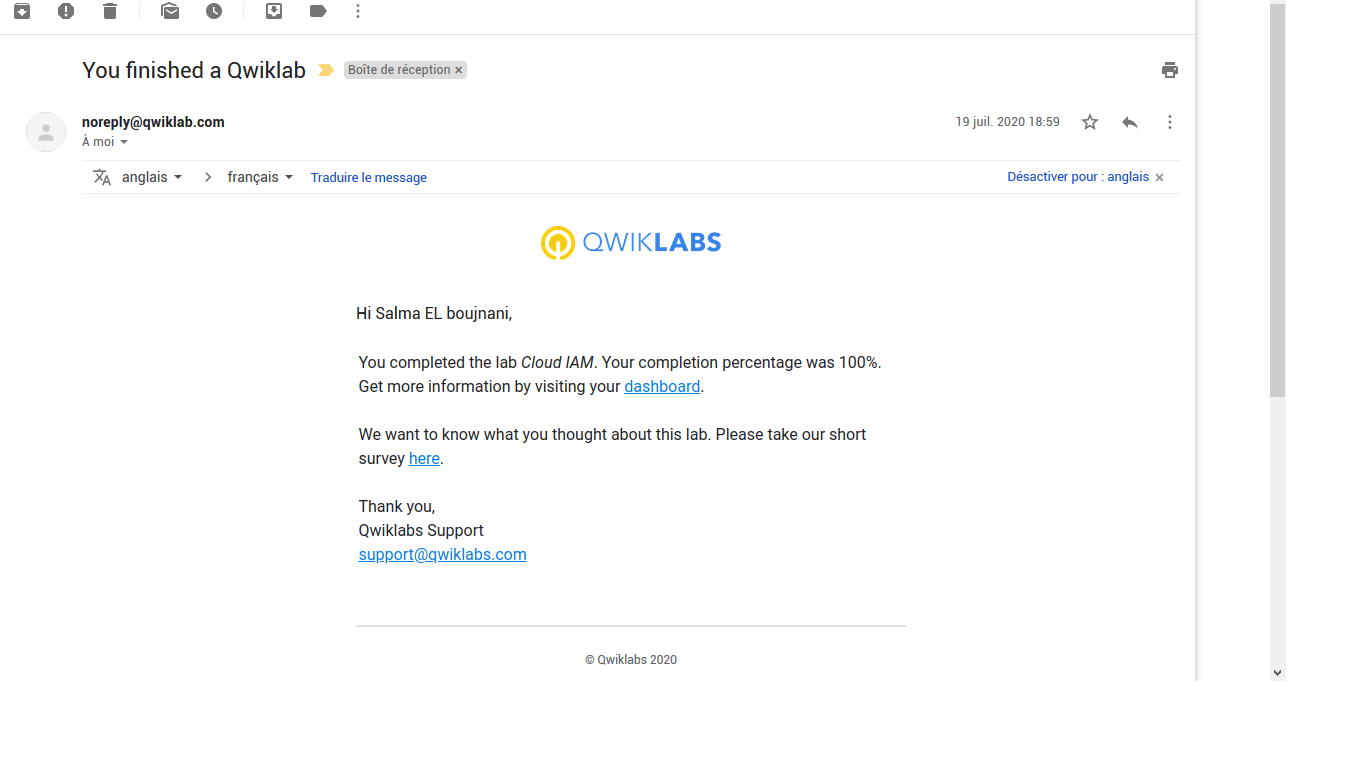 You finished a Qwiklab
Boîte de réception ×
noreply@qwiklab.com
19 juil. 2020 18:59
À moi
anglais
français
Traduire le message
Désactiver pour : anglais ×
QWIKLABS
Hi Salma EL boujnani,
You completed the lab Cloud IAM. Your completion percentage was 100%.
Get more information by visiting your dashboard.
We want to know what you thought about this lab. Please take our short
survey here.
Thank you,
Qwiklabs Support
support@qwiklabs.com
© Qwiklabs 2020